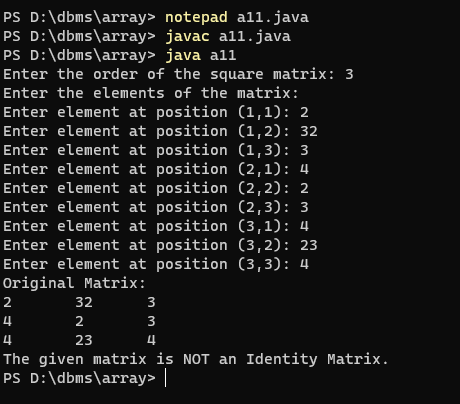 PS D:\dbms\array> notepad a11.java
PS D:\dbms\array> javac a11.java
PS D:\dbms\array> java a11
Enter the order of the square matrix: 3
Enter the elements of the matrix:
Enter element at position (1,1): 2
Enter element at position (1,2): 32
Enter element at position (1,3): 3
Enter element at position (2,1): 4
Enter element at position (2,2): 2
Enter element at position (2,3): 3
Enter element at position (3,1): 4
Enter element at position (3,2): 23
Enter element at position (3,3): 4
Original Matrix:
2       32      3
4       2       3
4       23      4
The given matrix is NOT an Identity Matrix.
PS D:\dbms\array>